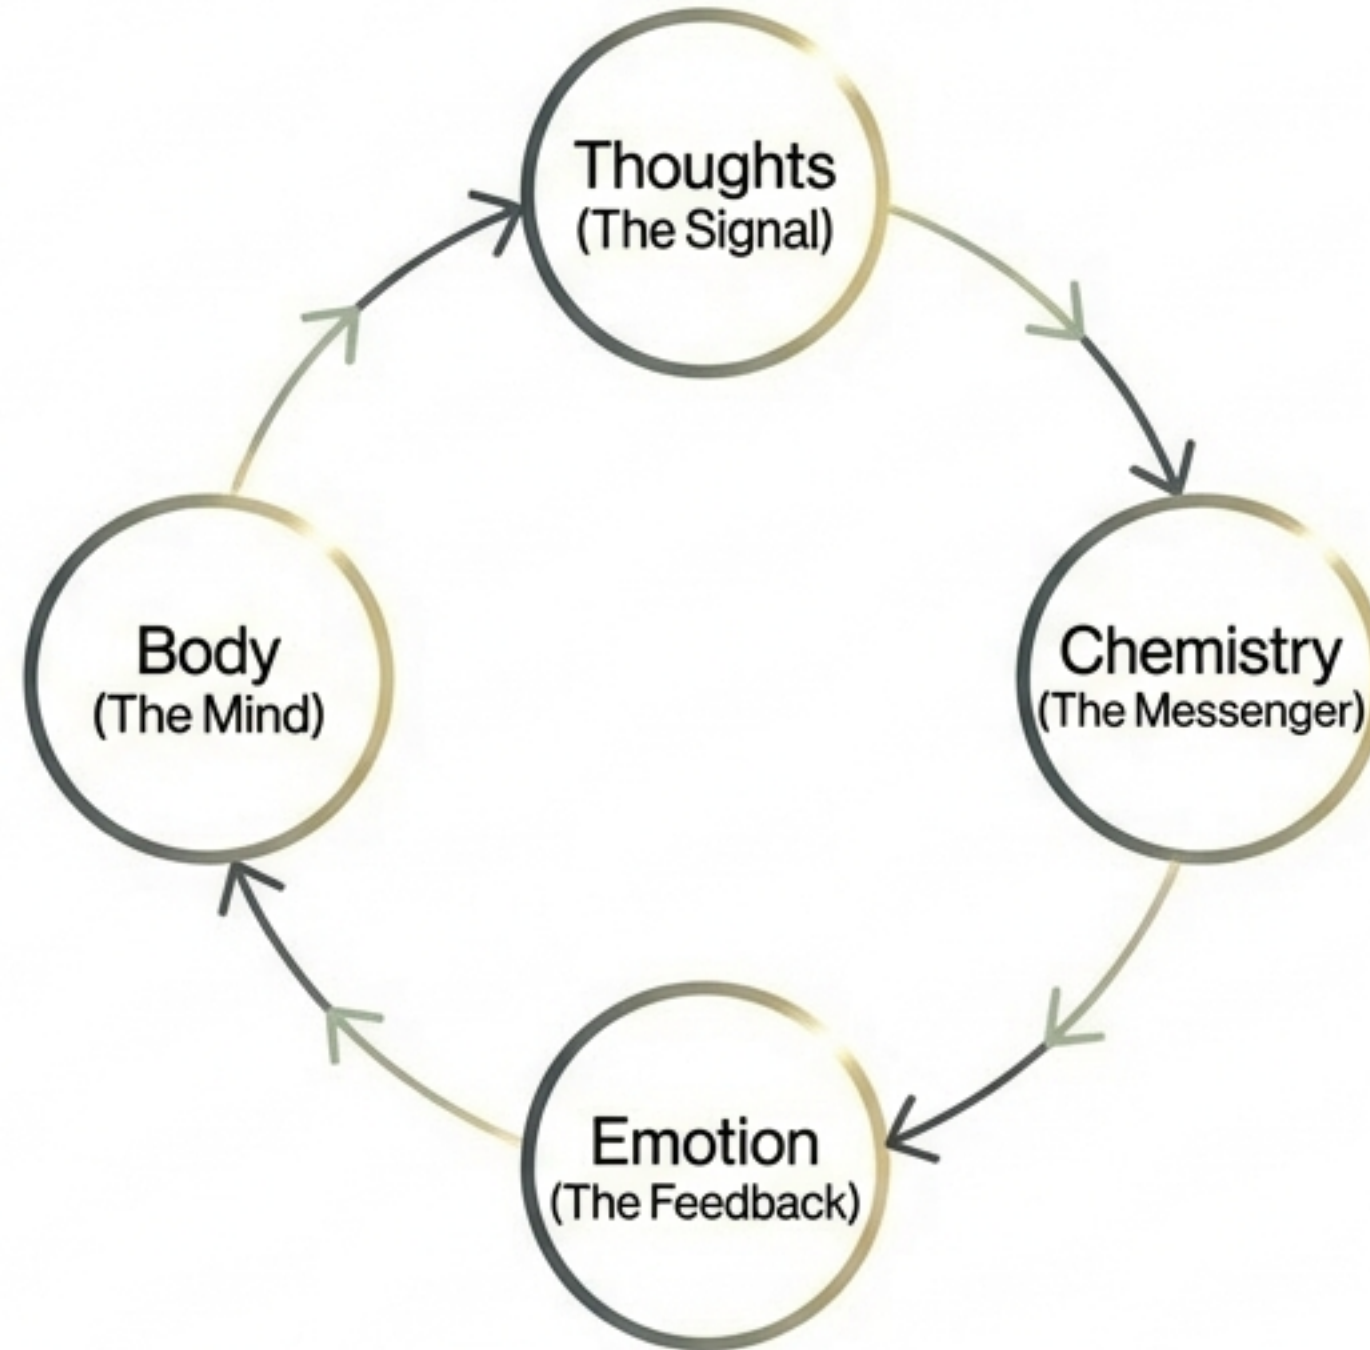 Thoughts
(The Signal)
Body
(The Mind)
Chemistry
(The Messenger)
Emotion
(The Feedback)